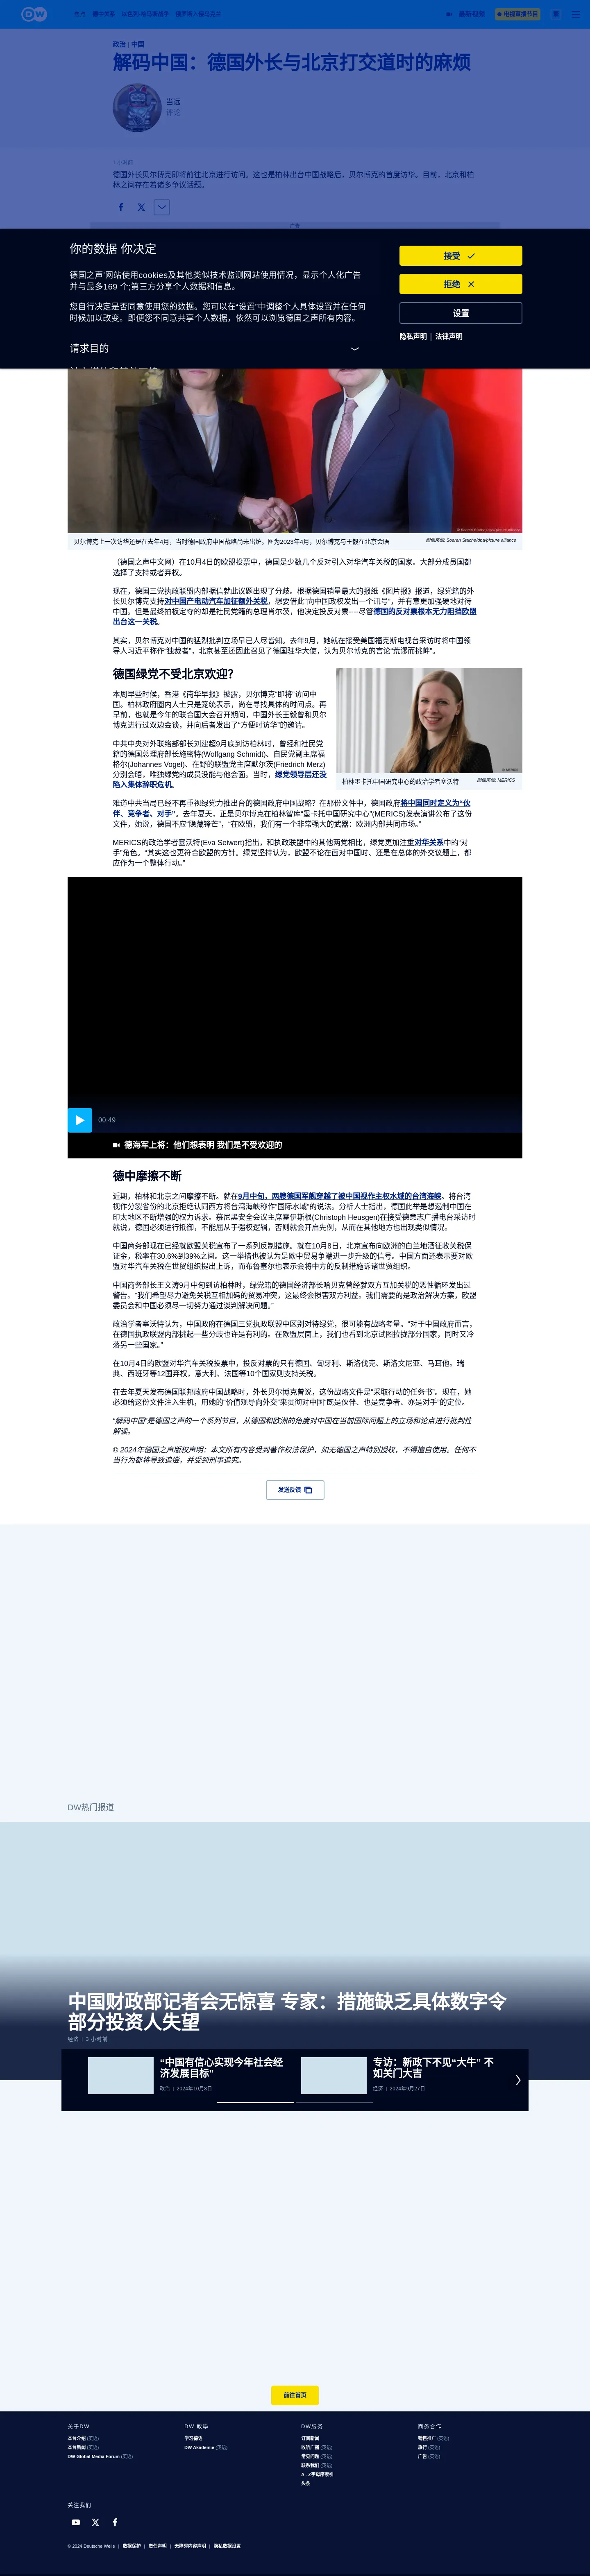 DW
焦点 德中关系 以色列/哈马斯战争 俄罗斯入侵乌克兰
最新视频
电视直播节目
政治 | 中国
解码中国：德国外长与北京打交道时的麻烦
当远
评论
1 小时前
德国外长贝尔博克即将前往北京进行访问。这也是柏林出台中国战略后，贝尔博克的首度访华。目前，北京和柏林之间存在着诸多争议话题。
广告
你的数据 你决定
德国之声网站使用cookies及其他类似技术监测网站使用情况，显示个人化广告
并与最多169 个;第三方分享个人数据和信息。
您自行决定是否同意使用您的数据。您可以在“设置”中调整个人具体设置并在任何
时候加以改变。即便您不同意共享个人数据，依然可以浏览德国之声所有内容。
请求目的
接受
拒绝
设置
隐私声明 | 法律声明
© Soeren Stache/dpa/picture alliance
贝尔博克上一次访华还是在去年4月，当时德国政府中国战略尚未出炉。图为2023年4月，贝尔博克与王毅在北京会晤
图像来源: Soeren Stache/dpa/picture alliance
（德国之声中文网）在10月4日的欧盟投票中，德国是少数几个反对引入对华汽车关税的国家。大部分成员国都
选择了支持或者弃权。
现在，德国三党执政联盟内部据信就此议题出现了分歧。根据德国销量最大的报纸《图片报》报道，绿党籍的外
长贝尔博克支持对中国产电动汽车加征额外关税，想要借此“向中国政权发出一个讯号”，并有意更加强硬地对待
中国。但是最终拍板定夺的却是社民党籍的总理肖尔茨，他决定投反对票----尽管德国的反对票根本无力阻挡欧盟
出台这一关税。
其实，贝尔博克对中国的猛烈批判立场早已人尽皆知。去年9月，她就在接受美国福克斯电视台采访时将中国领
导人习近平称作“独裁者”，北京甚至还因此召见了德国驻华大使，认为贝尔博克的言论“荒谬而挑衅”。
德国绿党不受北京欢迎？
本周早些时候，香港《南华早报》披露，贝尔博克“即将”访问中
国。柏林政府圈内人士只是笼统表示，尚在寻找具体的时间点。再
早前，也就是今年的联合国大会召开期间，中国外长王毅曾和贝尔
博克进行过双边会谈，并向后者发出了“方便时访华”的邀请。
中共中央对外联络部部长刘建超9月底到访柏林时，曾经和社民党
籍的德国总理府部长施密特(Wolfgang Schmidt)、自民党副主席福
格尔(Johannes Vogel)、在野的联盟党主席默尔茨(Friedrich Merz)
分别会晤，唯独绿党的成员没能与他会面。当时，绿党领导层还没
陷入集体辞职危机。
© MERICS
柏林墨卡托中国研究中心的政治学者塞沃特
图像来源: MERICS
难道中共当局已经不再重视绿党力推出台的德国政府中国战略？在那份文件中，德国政府将中国同时定义为“伙
伴、竞争者、对手”。去年夏天，正是贝尔博克在柏林智库“墨卡托中国研究中心”(MERICS)发表演讲公布了这份
文件，她说，德国不应“隐藏锋芒”，“在欧盟，我们有一个非常强大的武器：欧洲内部共同市场。”
MERICS的政治学者塞沃特(Eva Seiwert)指出，和执政联盟中的其他两党相比，绿党更加注重对华关系中的“对
手”角色。“其实这也更符合欧盟的方针。绿党坚持认为，欧盟不论在面对中国时、还是在总体的外交议题上，都
应作为一个整体行动。”
00:49
德海军上将：他们想表明 我们是不受欢迎的
德中摩擦不断
近期，柏林和北京之间摩擦不断。就在9月中旬，两艘德国军舰穿越了被中国视作主权水域的台湾海峡。将台湾
视作分裂省份的北京拒绝认同西方将台湾海峡称作“国际水域”的说法。分析人士指出，德国此举是想遏制中国在
印太地区不断增强的权力诉求。慕尼黑安全会议主席霍伊斯根(Christoph Heusgen)在接受德意志广播电台采访时
就说，德国必须进行反制，不能屈从于强权逻辑，否则就会开启先例，从而在其他地方也出现类似模式。
中国商务部现在已经就欧盟关税宣布了一系列反制措施。就在10月8日，北京宣布向欧洲的白兰地酒征收关税保
证金，税率在30.6%到39%之间。这一举措也被认为是欧中贸易争端进一步升级的信号。中国方面还表示要对欧
盟对华汽车关税在世贸组织提出上诉，而布鲁塞尔也表示会将中方的反制措施诉诸世贸组织。
中国商务部长王文涛9月中旬到访柏林时，绿党籍的德国经济部长哈贝克曾经就双方互加关税的恶性循环发出过
警告。“我们希望尽力避免关税互相加码的贸易冲突，这最终会损害双方利益。我们需要的是政治解决方案，欧盟
委员会和中国必须尽一切努力通过谈判解决问题。”
政治学者塞沃特认为，中国政府在德国三党执政联盟中区别对待绿党，很可能有战略考量。“对于中国政府而言，
在德国执政联盟内部挑起一些分歧也许是有利的。在欧盟层面上，我们也看到北京试图拉拢部分国家，同时又冷
落另一些国家。”
在10月4日的欧盟对华汽车关税投票中，投反对票的只有德国、匈牙利、斯洛伐克、斯洛文尼亚、马耳他。瑞
典、西班牙等12国弃权，意大利、法国等10个国家则支持关税。
在去年夏天发布德国联邦政府中国战略时，外长贝尔博克曾说，这份战略文件是“采取行动的任务书”。现在，她
必须给这份文件注入生机，用她的“价值观导向外交”来贯彻对中国“既是伙伴、也是竞争者、亦是对手”的定位。
“解码中国”是德国之声的一个系列节目，从德国和欧洲的角度对中国在当前国际问题上的立场和论点进行批判性
解读。
© 2024年德国之声版权声明：本文所有内容受到著作权法保护，如无德国之声特别授权，不得擅自使用。任何不
当行为都将导致追偿，并受到刑事追究。
发送反馈
DW热门报道
中国财政部记者会无惊喜 专家：措施缺乏具体数字令
部分投资人失望
经济 | 3 小时前
“中国有信心实现今年社会经
济发展目标”
政治 | 2024年10月8日
专访：新政下不见“大牛” 不
如关门大吉
经济 | 2024年9月27日
前往首页
关于DW
本台介绍 (英语)
本台新闻 (英语)
DW Global Media Forum (英语)
DW 教学
学习德语
DW Akademie (英语)
DW服务
订阅新闻
收听广播 (英语)
常见问题 (英语)
联系我们 (英语)
A - Z字母序索引
头条
商务合作
销售推广 (英语)
旅行 (英语)
广告 (英语)
关注我们
© 2024 Deutsche Welle | 数据保护 | 责任声明 | 无障碍内容声明 | 隐私数据设置